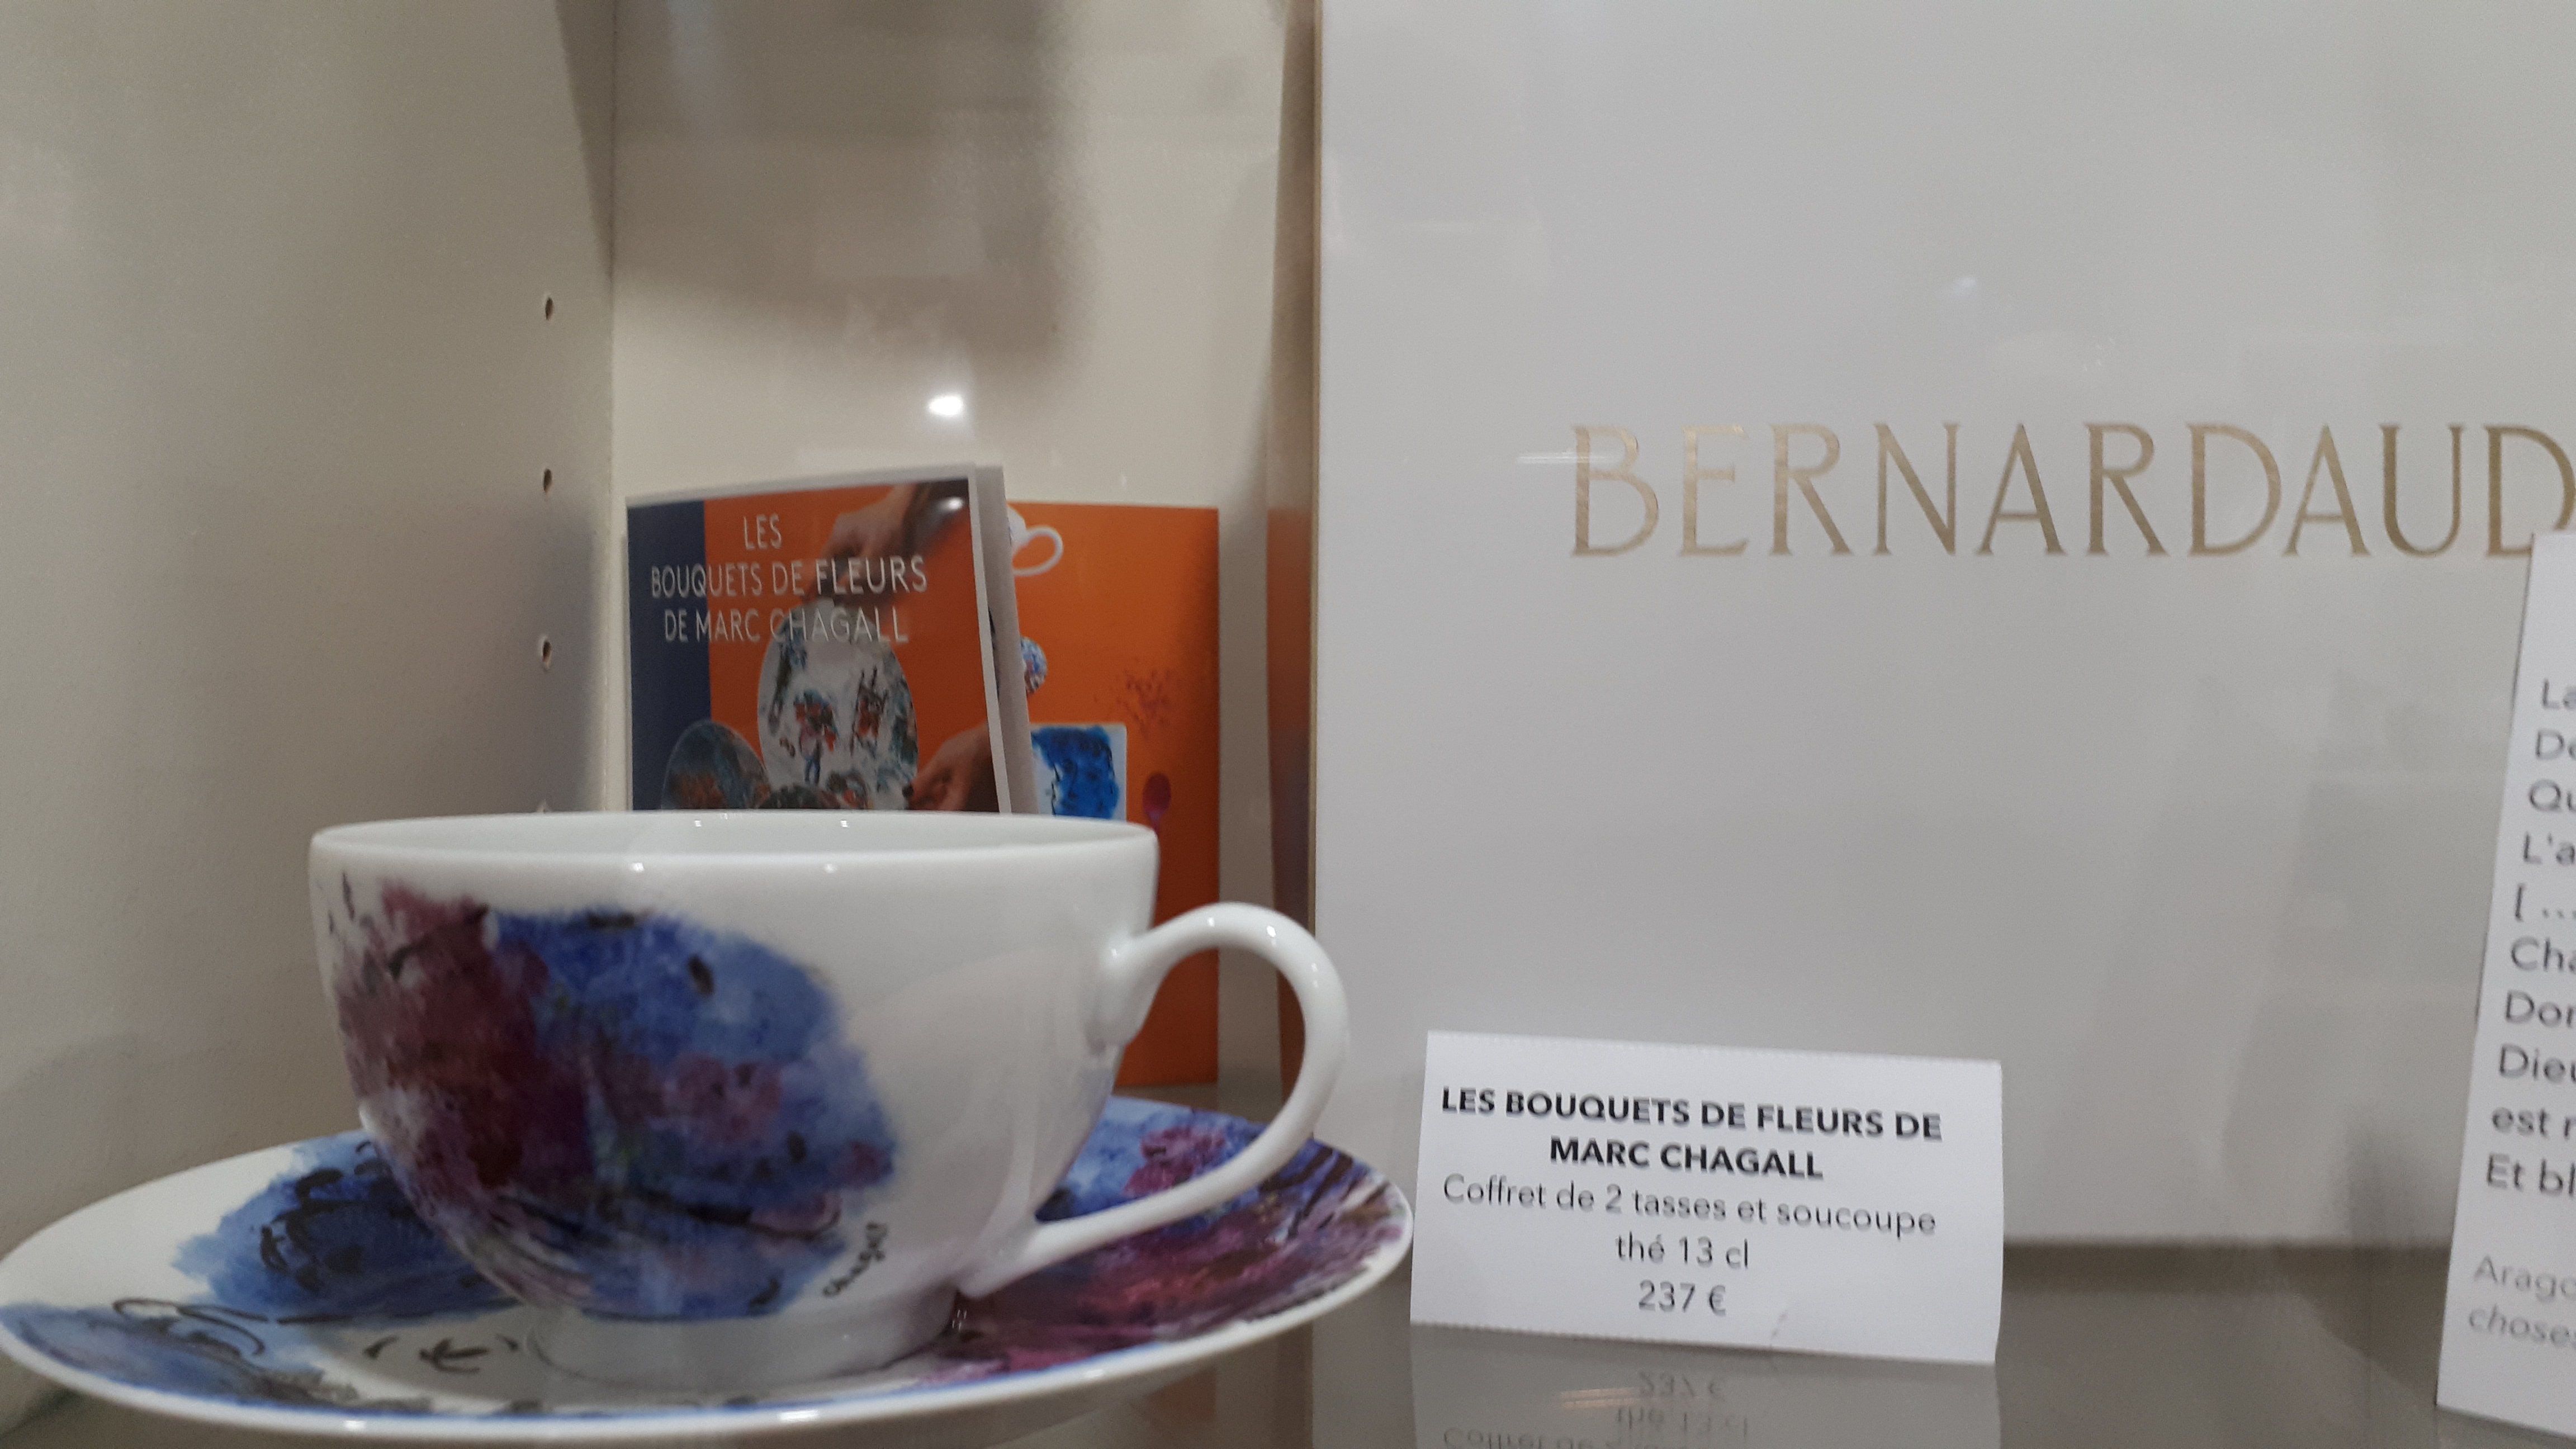 LES
BOUQUETS DE FLEURS
DE MARC CHAGALL
BERNARDAUD
Chagall
LES BOUQUETS DE FLEURS DE
MARC CHAGALL
Coffret de 2 tasses et soucoupe
thé 13 cl
237 €
[ ...
est
Et